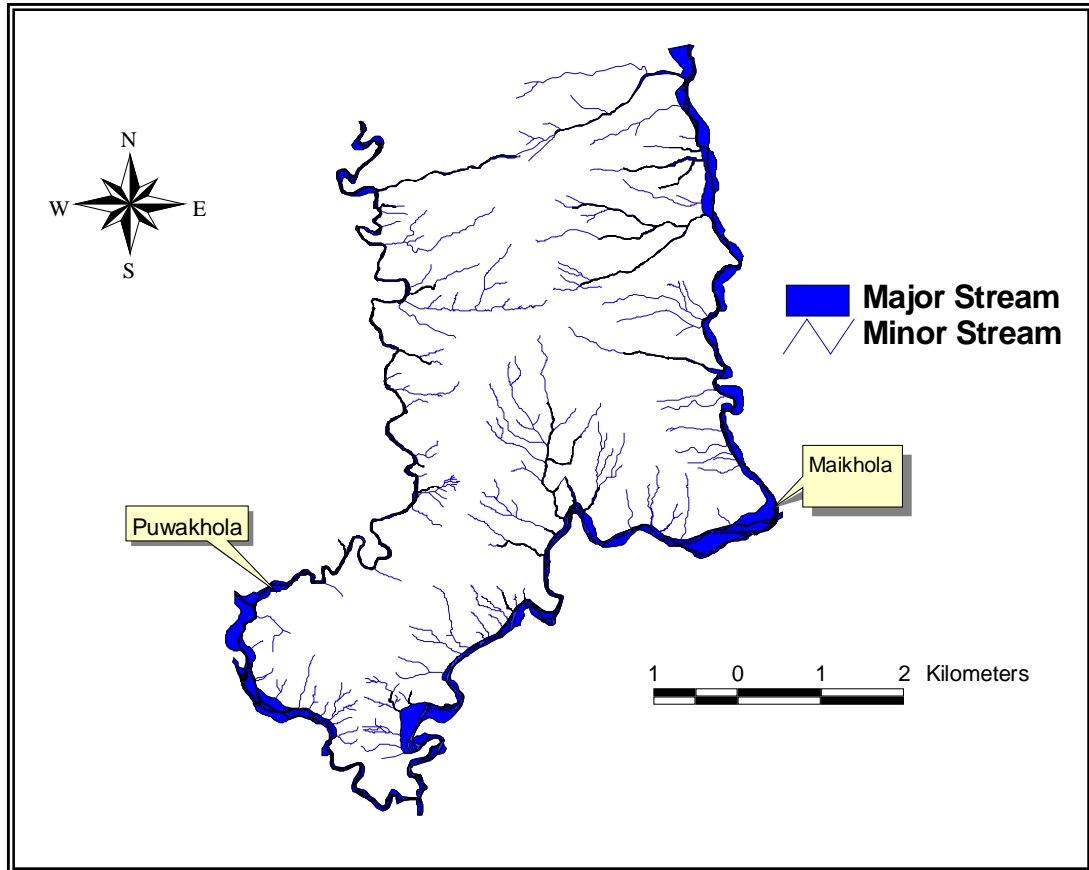 N
W E
S
Major Stream
Minor Stream
Maikhola
Puwakhola
1 0 1 2 Kilometers